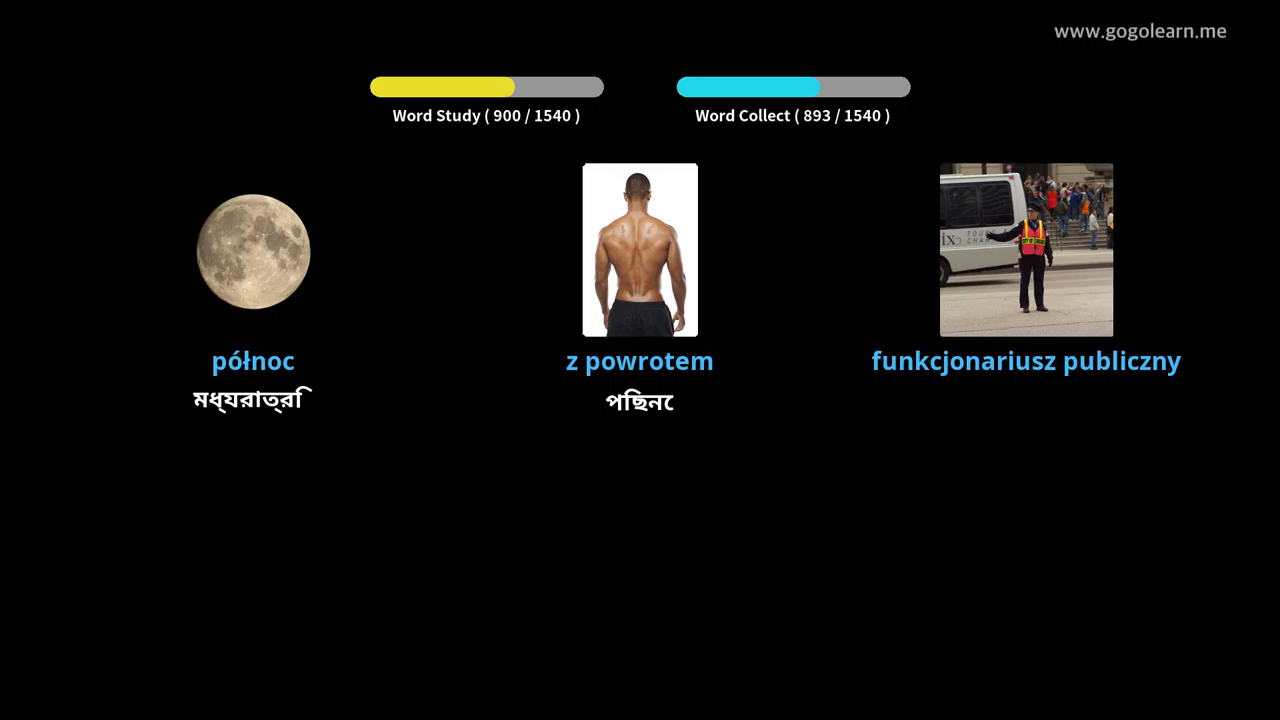 www.gogolearn.me
Word Study ( 900 / 1540 )
Word Collect ( 893 / 1540 )
północ
z powrotem
funkcjonariusz publiczny
মধ্যরাত্রি
পিছনে